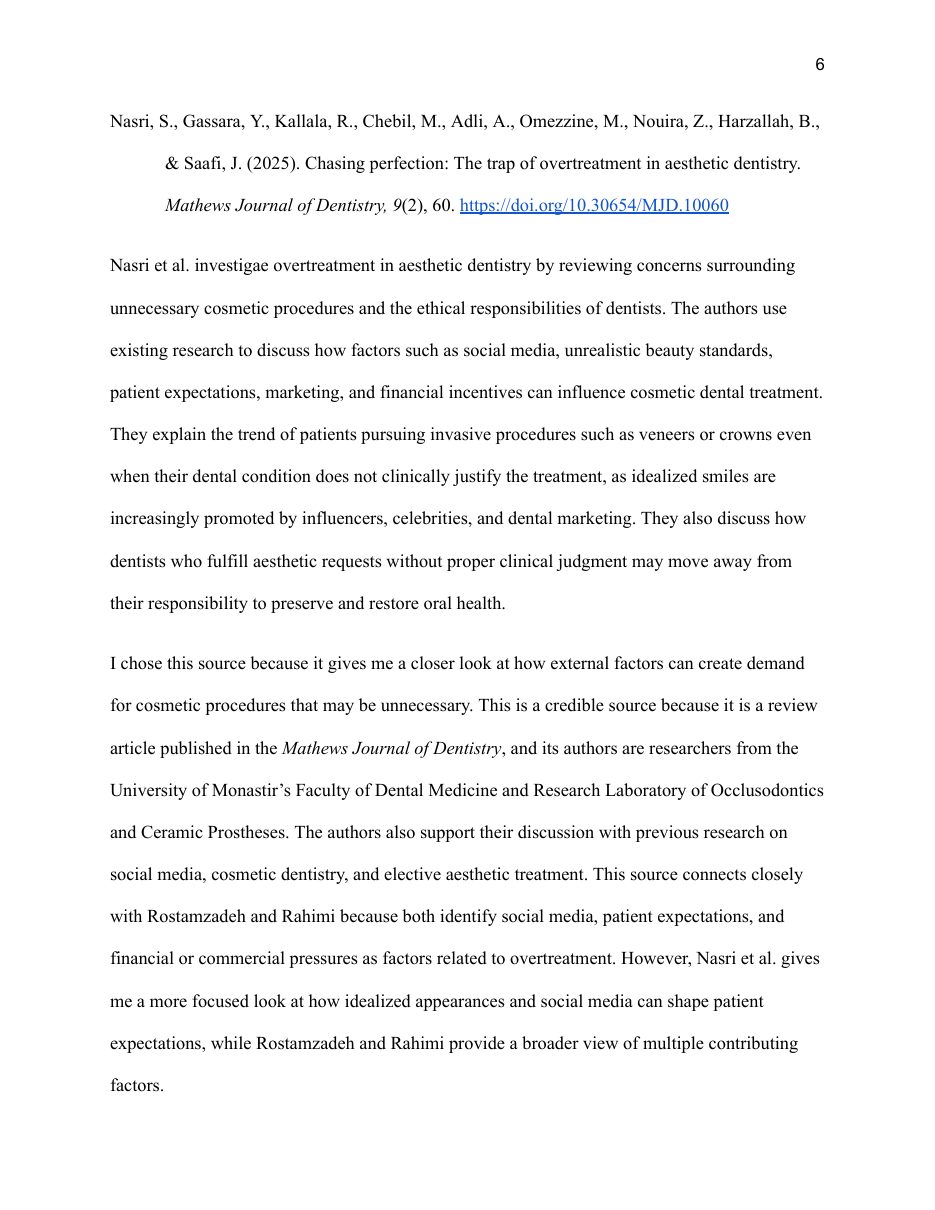 6
Nasri, S., Gassara, Y., Kallala, R., Chebil, M., Adli, A., Omezzine, M., Nouira, Z., Harzallah, B.,
& Saafi, J. (2025). Chasing perfection: The trap of overtreatment in aesthetic dentistry.
Mathews Journal of Dentistry, 9(2), 60. https://doi.org/10.30654/MJD.10060
Nasri et al. investigae overtreatment in aesthetic dentistry by reviewing concerns surrounding
unnecessary cosmetic procedures and the ethical responsibilities of dentists. The authors use
existing research to discuss how factors such as social media, unrealistic beauty standards,
patient expectations, marketing, and financial incentives can influence cosmetic dental treatment.
They explain the trend of patients pursuing invasive procedures such as veneers or crowns even
when their dental condition does not clinically justify the treatment, as idealized smiles are
increasingly promoted by influencers, celebrities, and dental marketing. They also discuss how
dentists who fulfill aesthetic requests without proper clinical judgment may move away from
their responsibility to preserve and restore oral health.
I chose this source because it gives me a closer look at how external factors can create demand
for cosmetic procedures that may be unnecessary. This is a credible source because it is a review
article published in the Mathews Journal of Dentistry, and its authors are researchers from the
University of Monastir’s Faculty of Dental Medicine and Research Laboratory of Occlusodontics
and Ceramic Prostheses. The authors also support their discussion with previous research on
social media, cosmetic dentistry, and elective aesthetic treatment. This source connects closely
with Rostamzadeh and Rahimi because both identify social media, patient expectations, and
financial or commercial pressures as factors related to overtreatment. However, Nasri et al. gives
me a more focused look at how idealized appearances and social media can shape patient
expectations, while Rostamzadeh and Rahimi provide a broader view of multiple contributing
factors.